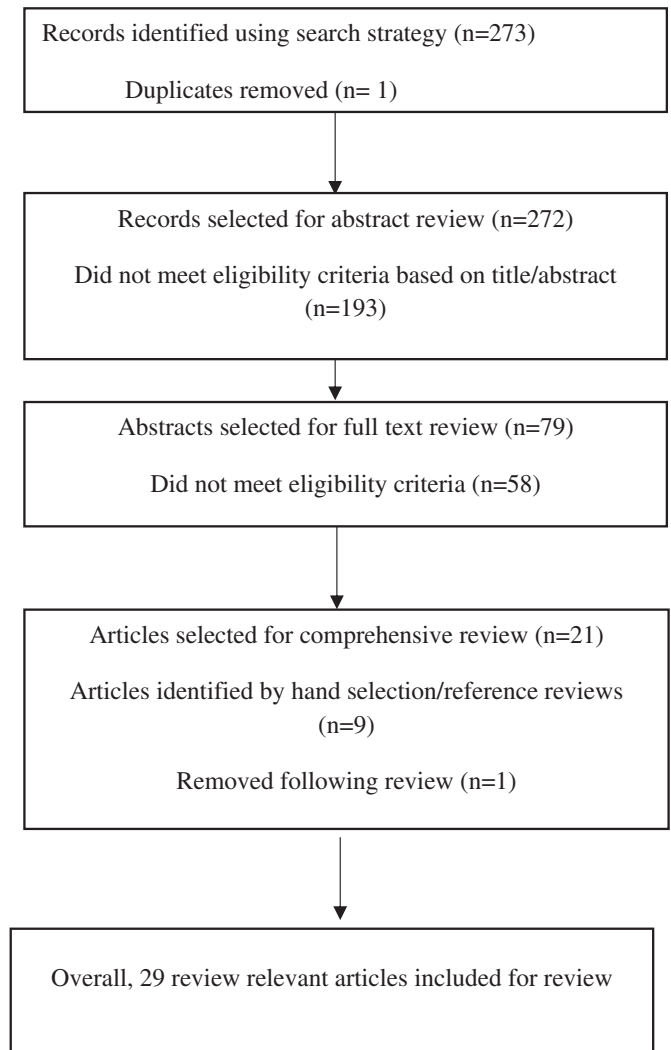 Records identified using search strategy (n=273)
Duplicates removed (n= 1)
Records selected for abstract review (n=272)
Did not meet eligibility criteria based on title/abstract
(n=193)
Abstracts selected for full text review (n=79)
Did not meet eligibility criteria (n=58)
Articles selected for comprehensive review (n=21)
Articles identified by hand selection/reference reviews
(n=9)
Removed following review (n=1)
Overall, 29 review relevant articles included for review